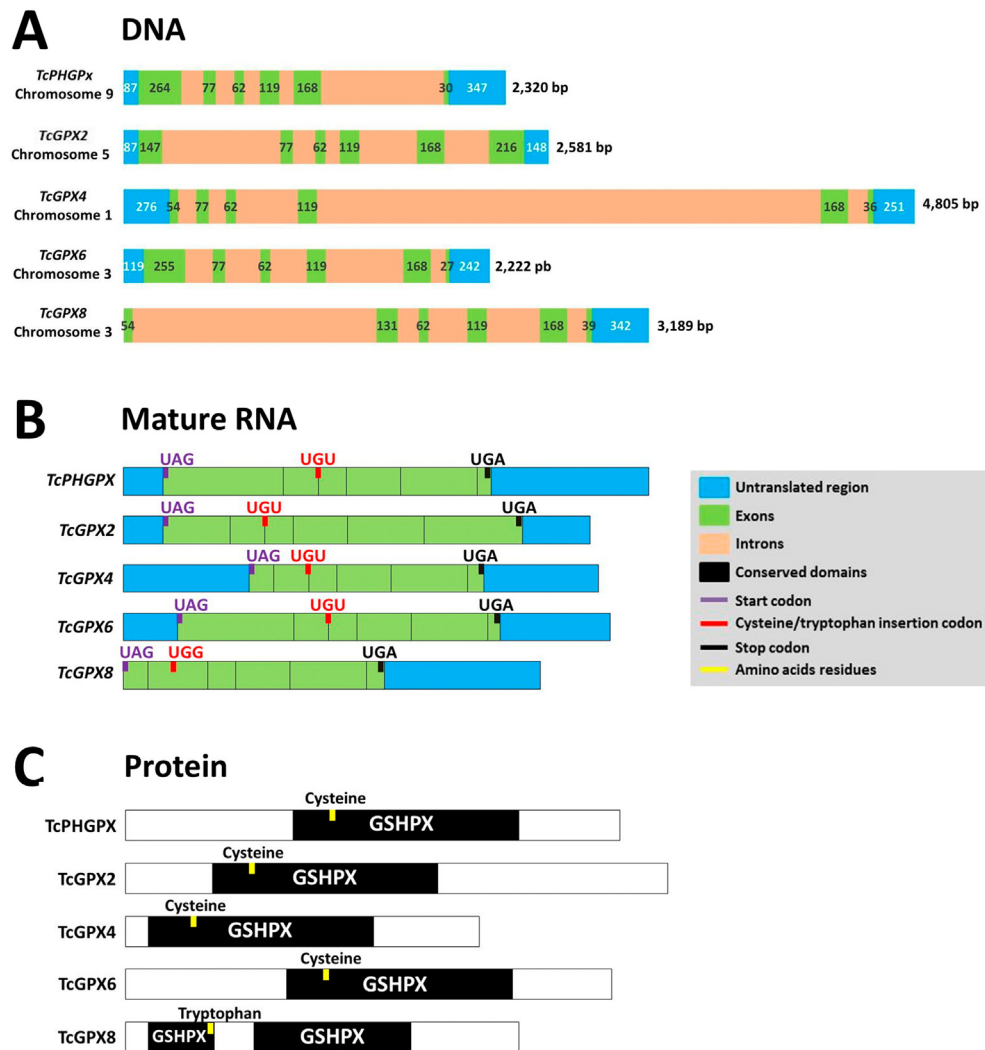 A DNA
TcPHGPx
Chromosome 9
87 264 77 62 119 168 30 347 2,320 bp
TcGPX2
Chromosome 5
87 147 77 62 119 168 216 148 2,581 bp
TcGPX4
Chromosome 1
276 54 77 62 119 168 36 251 4,805 bp
TcGPX6
Chromosome 3
119 255 77 62 119 168 27 242 2,222 pb
TcGPX8
Chromosome 3
54 131 62 119 168 39 342 3,189 bp
B Mature RNA
UAG UGU UGA
TcPHGPX
UAG UGU UGA
TcGPX2
UAG UGU UGA
TcGPX4
UAG UGU UGA
TcGPX6
UAG UGG UGA
TcGPX8
Untranslated region
Exons
Introns
Conserved domains
Start codon
Cysteine/tryptophan insertion codon
Stop codon
Amino acids residues
C Protein
Cysteine
TcPHGPX GSHPX
Cysteine
TcGPX2 GSHPX
Cysteine
TcGPX4 GSHPX
Cysteine
TcGPX6 GSHPX
Tryptophan
TcGPX8 GSHPX GSHPX